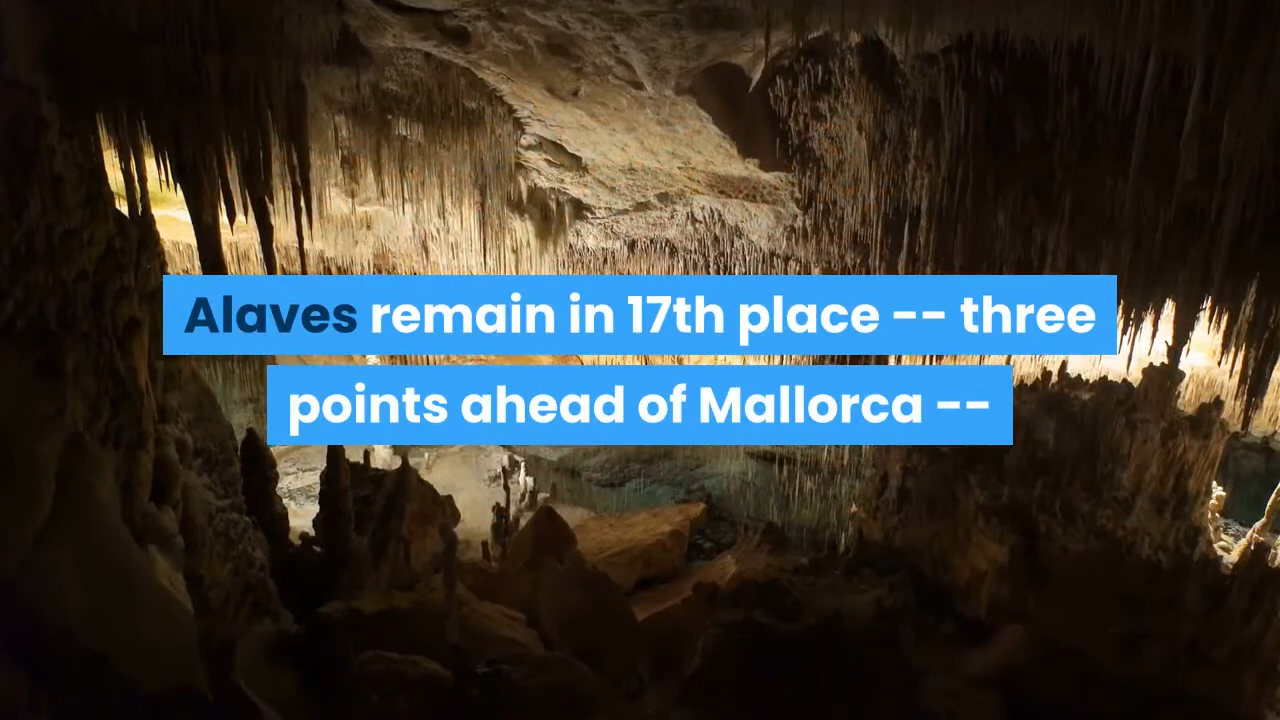 Alaves remain in 17th place -- three
points ahead of Mallorca --